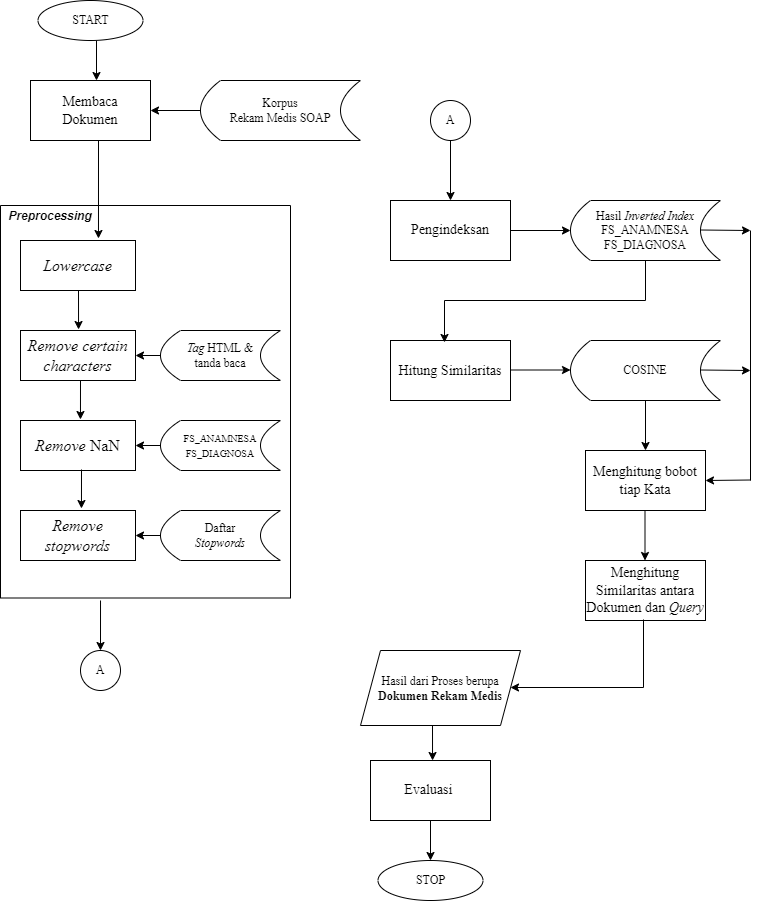 START
Membaca
Dokumen
Korpus
Rekam Medis SOAP
Preprocessing
Lowercase
Remove certain
characters
Tag HTML &
tanda baca
Remove NaN
FS_ANAMNESA
FS_DIAGNOSA
Remove
stopwords
Daftar
Stopwords
A
A
Pengindeksan
Hasil Inverted Index
FS_ANAMNESA
FS_DIAGNOSA
Hitung Similaritas
COSINE
Menghitung bobot
tiap Kata
Menghitung
Similaritas antara
Dokumen dan Query
Hasil dari Proses berupa
Dokumen Rekam Medis
Evaluasi
STOP